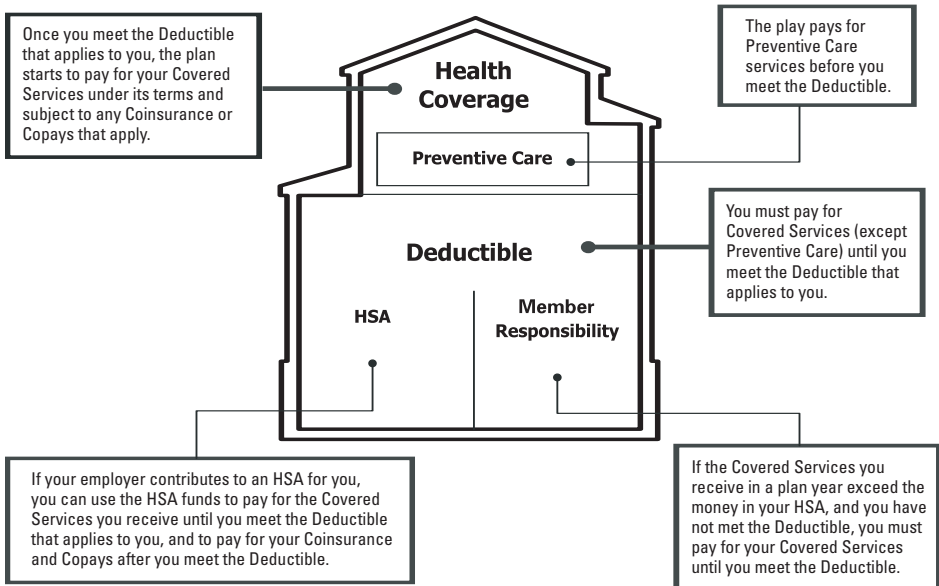 Once you meet the Deductible
that applies to you, the plan
starts to pay for your Covered
Services under its terms and
subject to any Coinsurance or
Copays that apply.
Health
Coverage
Preventive Care
The play pays for
Preventive Care
services before you
meet the Deductible.
You must pay for
Covered Services (except
Preventive Care) until you
meet the Deductible that
applies to you.
Deductible
HSA
Member
Responsibility
If your employer contributes to an HSA for you,
you can use the HSA funds to pay for the Covered
Services you receive until you meet the Deductible
that applies to you, and to pay for your Coinsurance
and Copays after you meet the Deductible.
If the Covered Services you
receive in a plan year exceed the
money in your HSA, and you have
not met the Deductible, you must
pay for your Covered Services
until you meet the Deductible.